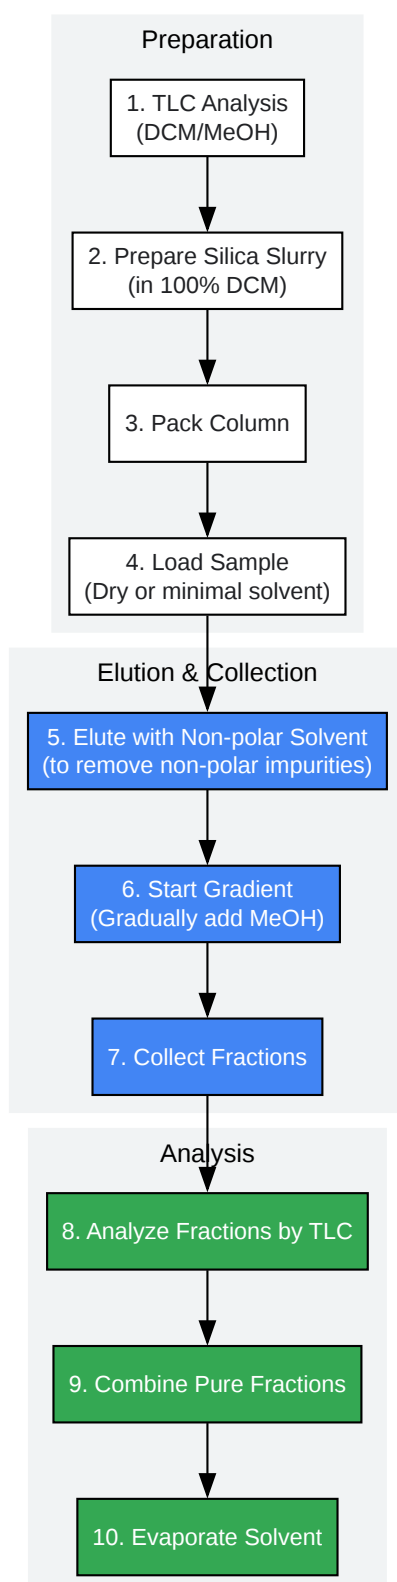 Preparation
1. TLC Analysis
(DCM/MeOH)
2. Prepare Silica Slurry
(in 100% DCM)
3. Pack Column
4. Load Sample
(Dry or minimal solvent)
Elution & Collection
5. Elute with Non-polar Solvent
(to remove non-polar impurities)
6. Start Gradient
(Gradually add MeOH)
7. Collect Fractions
Analysis
8. Analyze Fractions by TLC
9. Combine Pure Fractions
10. Evaporate Solvent